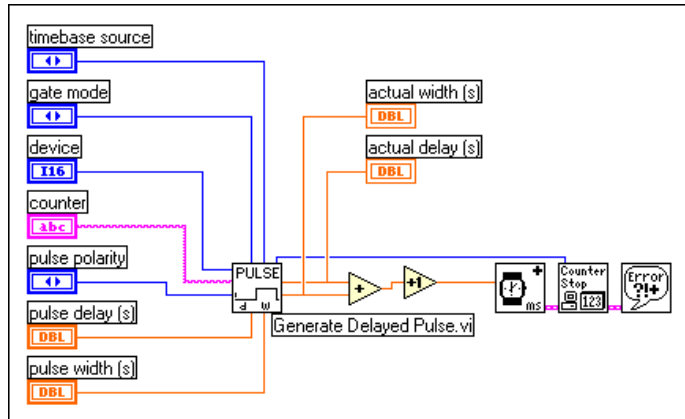 timebase source
gate mode
device
I16
counter
abc
pulse polarity
pulse delay (s)
DBL
pulse width (s)
DBL
actual width (s)
DBL
actual delay (s)
DBL
PULSE
d w
Generate Delayed Pulse.vi
+
+1
+
ms
Counter
Stop
123
Error
?!+